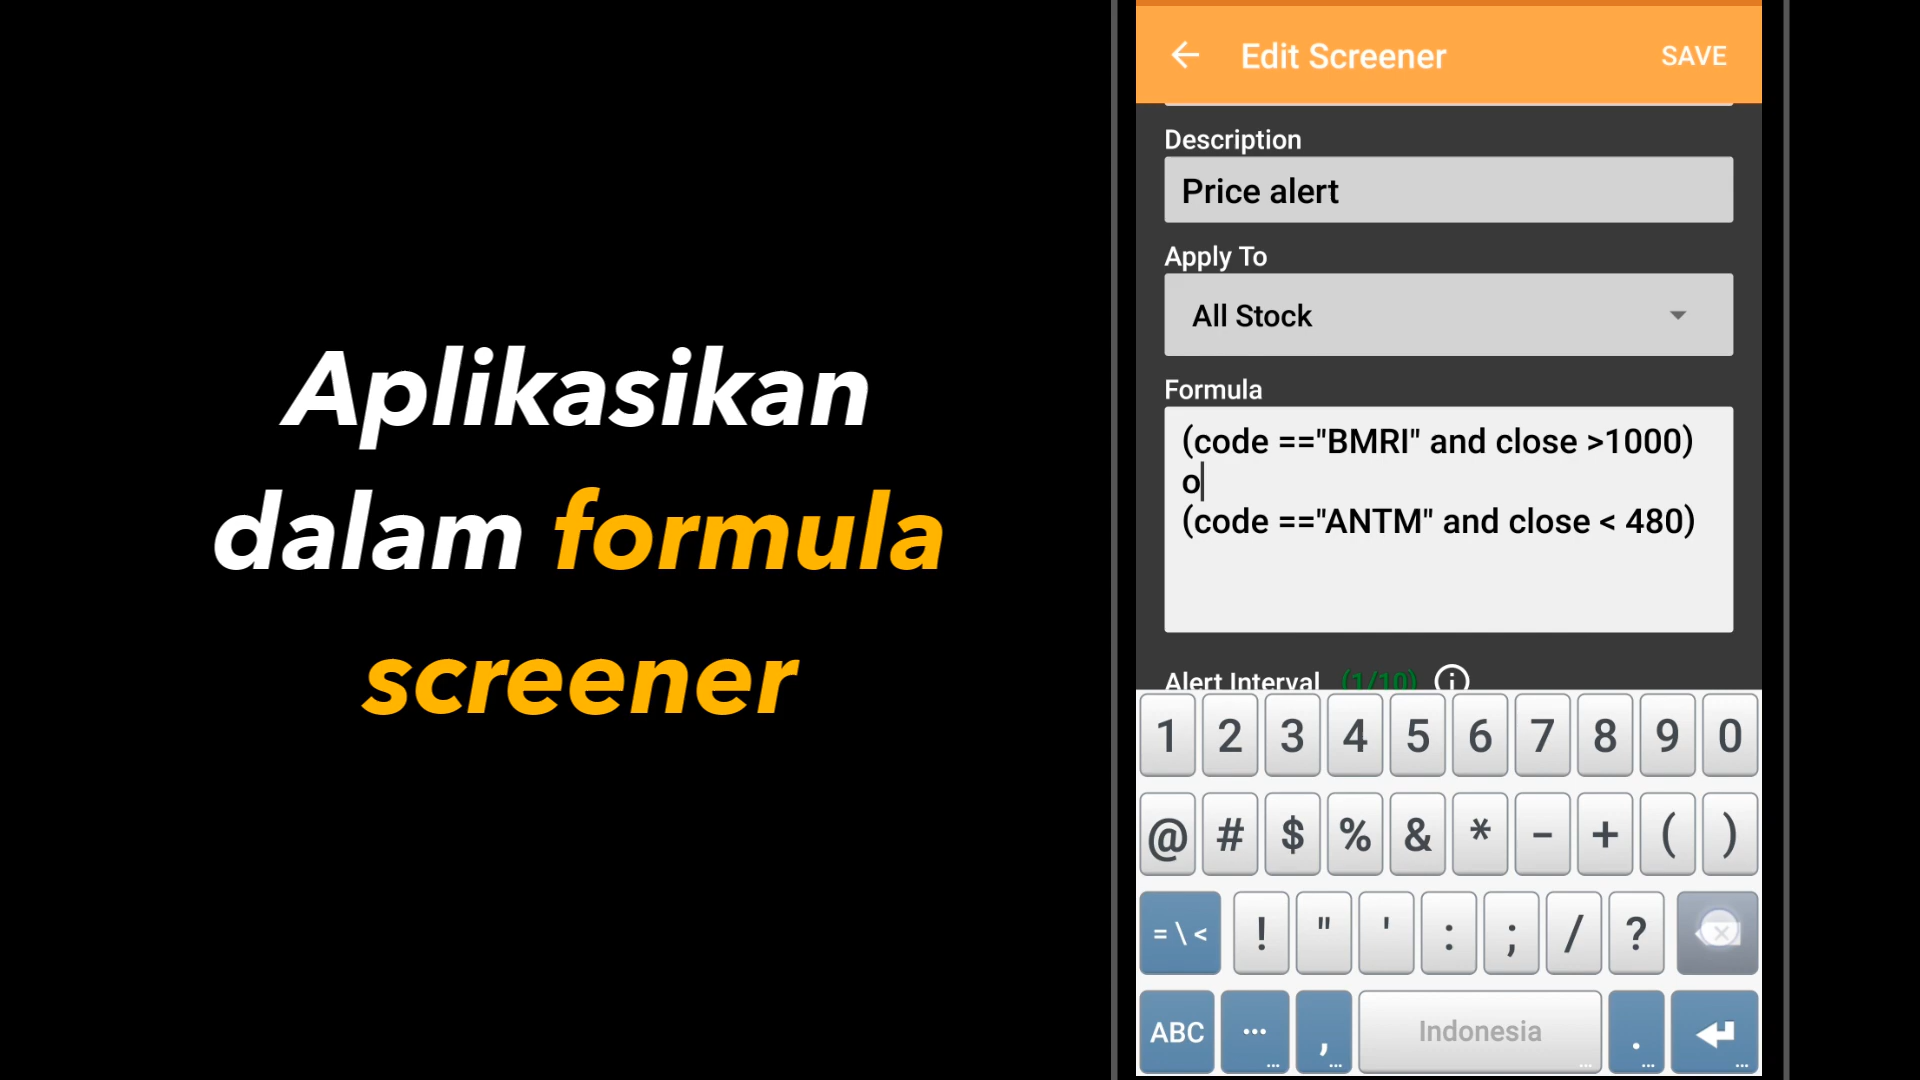 Aplikasikan
dalam formula
screener
Edit Screener
SAVE
Description
Price alert
Apply To
All Stock
Formula
(code =="BMRI" and close >1000)
o
(code =="ANTM" and close < 480)
Alert Interval (1/10) i
1 2 3 4 5 6 7 8 9 0
@ # $ % & * - + ( )
= \ < ! " ' : ; / ?
ABC ... , Indonesia .